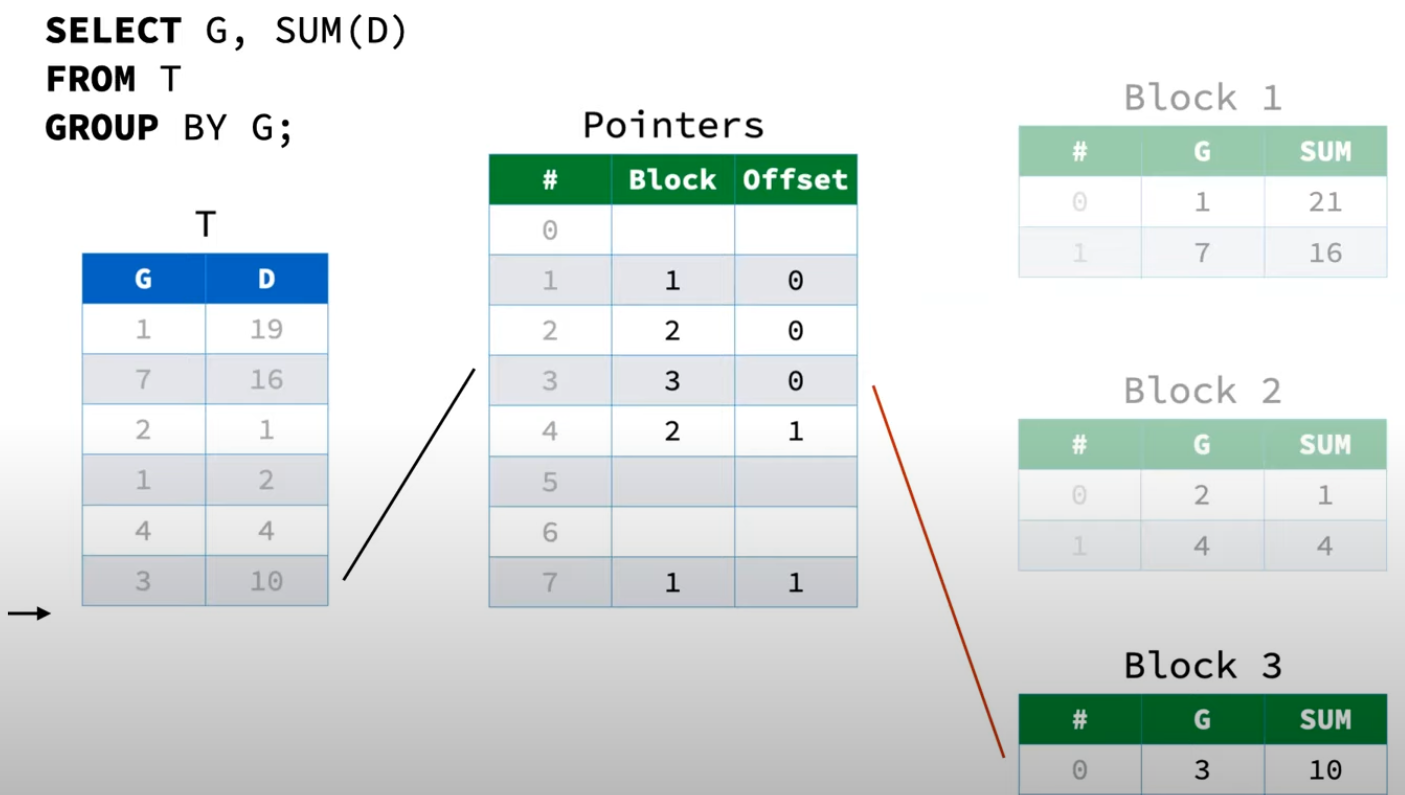 SELECT G, SUM(D)
FROM T
GROUP BY G;
T
G D
1 19
7 16
2 1
1 2
4 4
3 10
Pointers
# Block Offset
0
1 1 0
2 2 0
3 3 0
4 2 1
5
6
7 1 1
Block 1
# G SUM
0 1 21
1 7 16
Block 2
# G SUM
0 2 1
1 4 4
Block 3
# G SUM
0 3 10